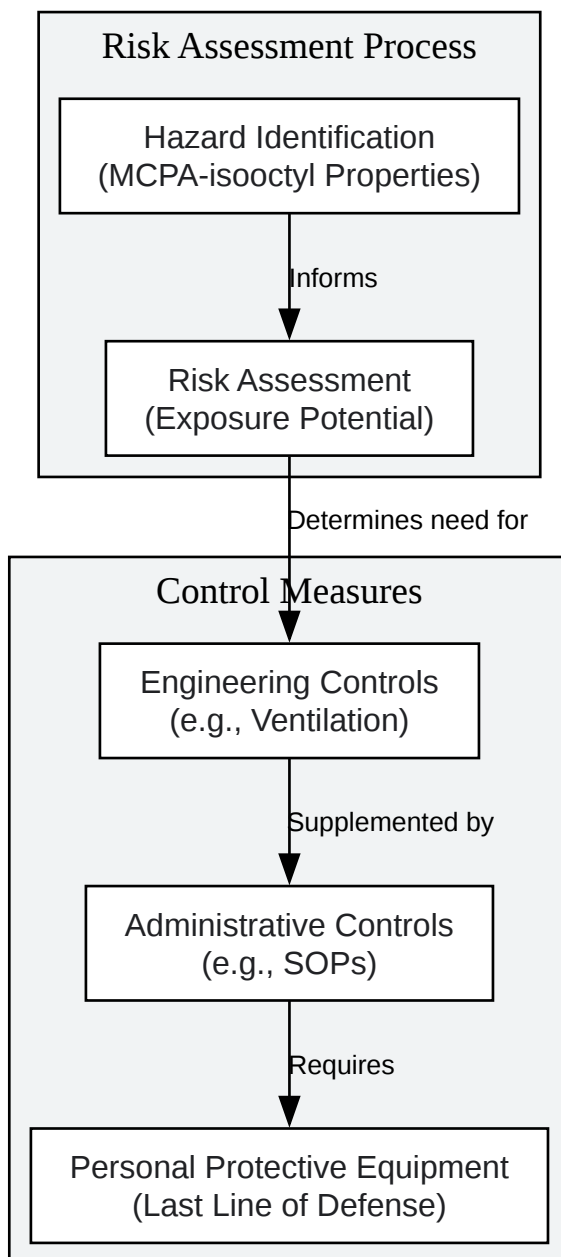 Risk Assessment Process
Hazard Identification
(MCPA-isooctyl Properties)
Informs
Risk Assessment
(Exposure Potential)
Determines need for
Control Measures
Engineering Controls
(e.g., Ventilation)
Supplemented by
Administrative Controls
(e.g., SOPs)
Requires
Personal Protective Equipment
(Last Line of Defense)